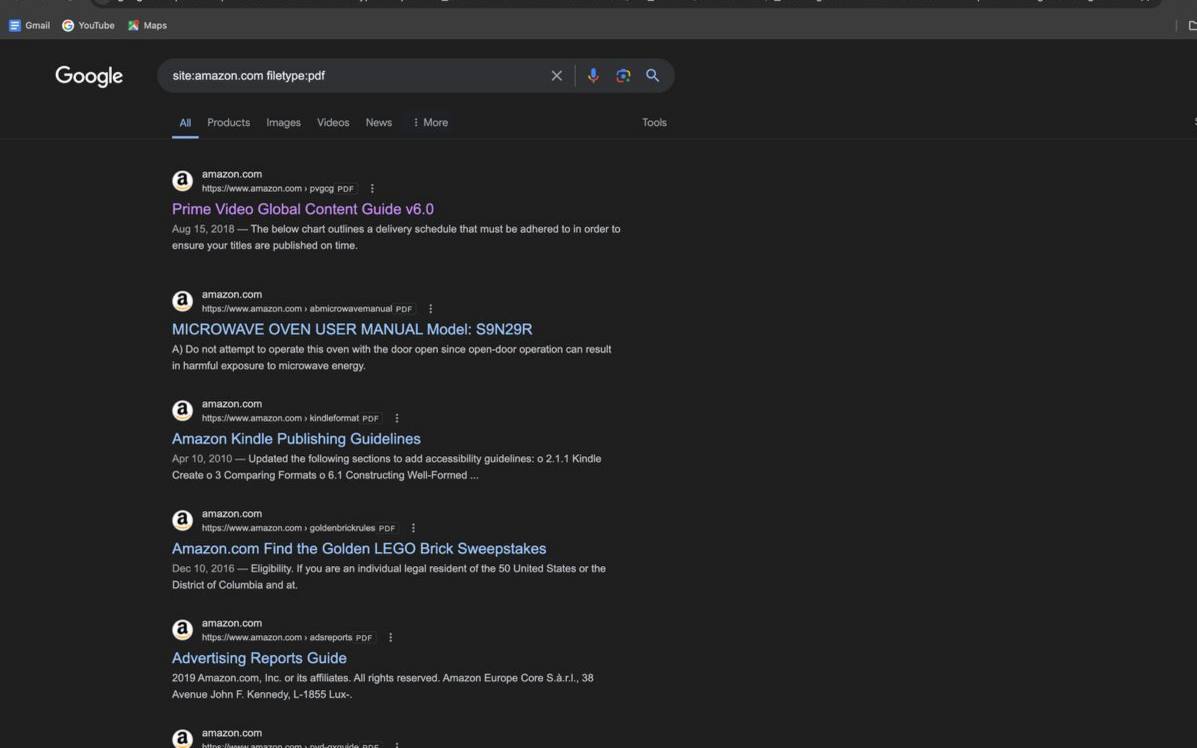 Gmail YouTube Maps
Google
site:amazon.com filetype:pdf
All Products Images Videos News More Tools
amazon.com
https://www.amazon.com › pvgcg PDF
Prime Video Global Content Guide v6.0
Aug 15, 2018 — The below chart outlines a delivery schedule that must be adhered to in order to
ensure your titles are published on time.
amazon.com
https://www.amazon.com › abmicrowavemanual PDF
MICROWAVE OVEN USER MANUAL Model: S9N29R
A) Do not attempt to operate this oven with the door open since open-door operation can result
in harmful exposure to microwave energy.
amazon.com
https://www.amazon.com › kindleformat PDF
Amazon Kindle Publishing Guidelines
Apr 10, 2010 — Updated the following sections to add accessibility guidelines: o 2.1.1 Kindle
Create o 3 Comparing Formats o 6.1 Constructing Well-Formed ...
amazon.com
https://www.amazon.com › goldenbrickrules PDF
Amazon.com Find the Golden LEGO Brick Sweepstakes
Dec 10, 2016 — Eligibility. If you are an individual legal resident of the 50 United States or the
District of Columbia and at.
amazon.com
https://www.amazon.com › adsreports PDF
Advertising Reports Guide
2019 Amazon.com, Inc. or its affiliates. All rights reserved. Amazon Europe Core S.à.r.l., 38
Avenue John F. Kennedy, L-1855 Lux-.
amazon.com
https://www.amazon.com